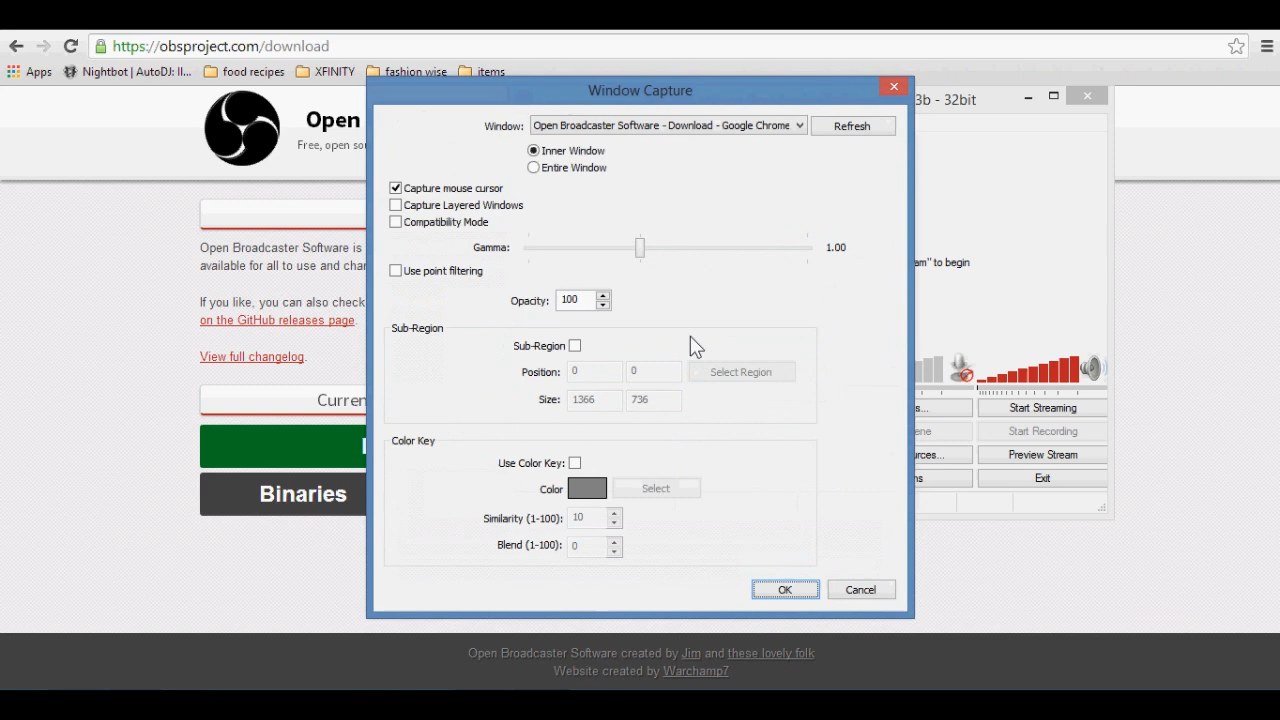 https://obsproject.com/download
Apps Nightbot | AutoDJ: Il... food recipes XFINITY fashion wise items
Window Capture
3b - 32bit
Open
Free, open sou
Window: Open Broadcaster Software - Download - Google Chrome Refresh
Inner Window
Entire Window
Capture mouse cursor
Capture Layered Windows
Compatibility Mode
Gamma: 1.00
Use point filtering
Opacity: 100
Sub-Region
Sub-Region
Position: 0 0 Select Region
Size: 1366 736
Color Key
Use Color Key:
Color Select
Similarity (1-100): 10
Blend (1-100): 0
OK Cancel
Open Broadcaster Software is
available for all to use and chan
If you like, you can also check
on the GitHub releases page.
View full changelog.
Curren
Binaries
am" to begin
s... Start Streaming
ene Start Recording
urces... Preview Stream
ns Exit
Open Broadcaster Software created by Jim and these lovely folk
Website created by Warchamp7